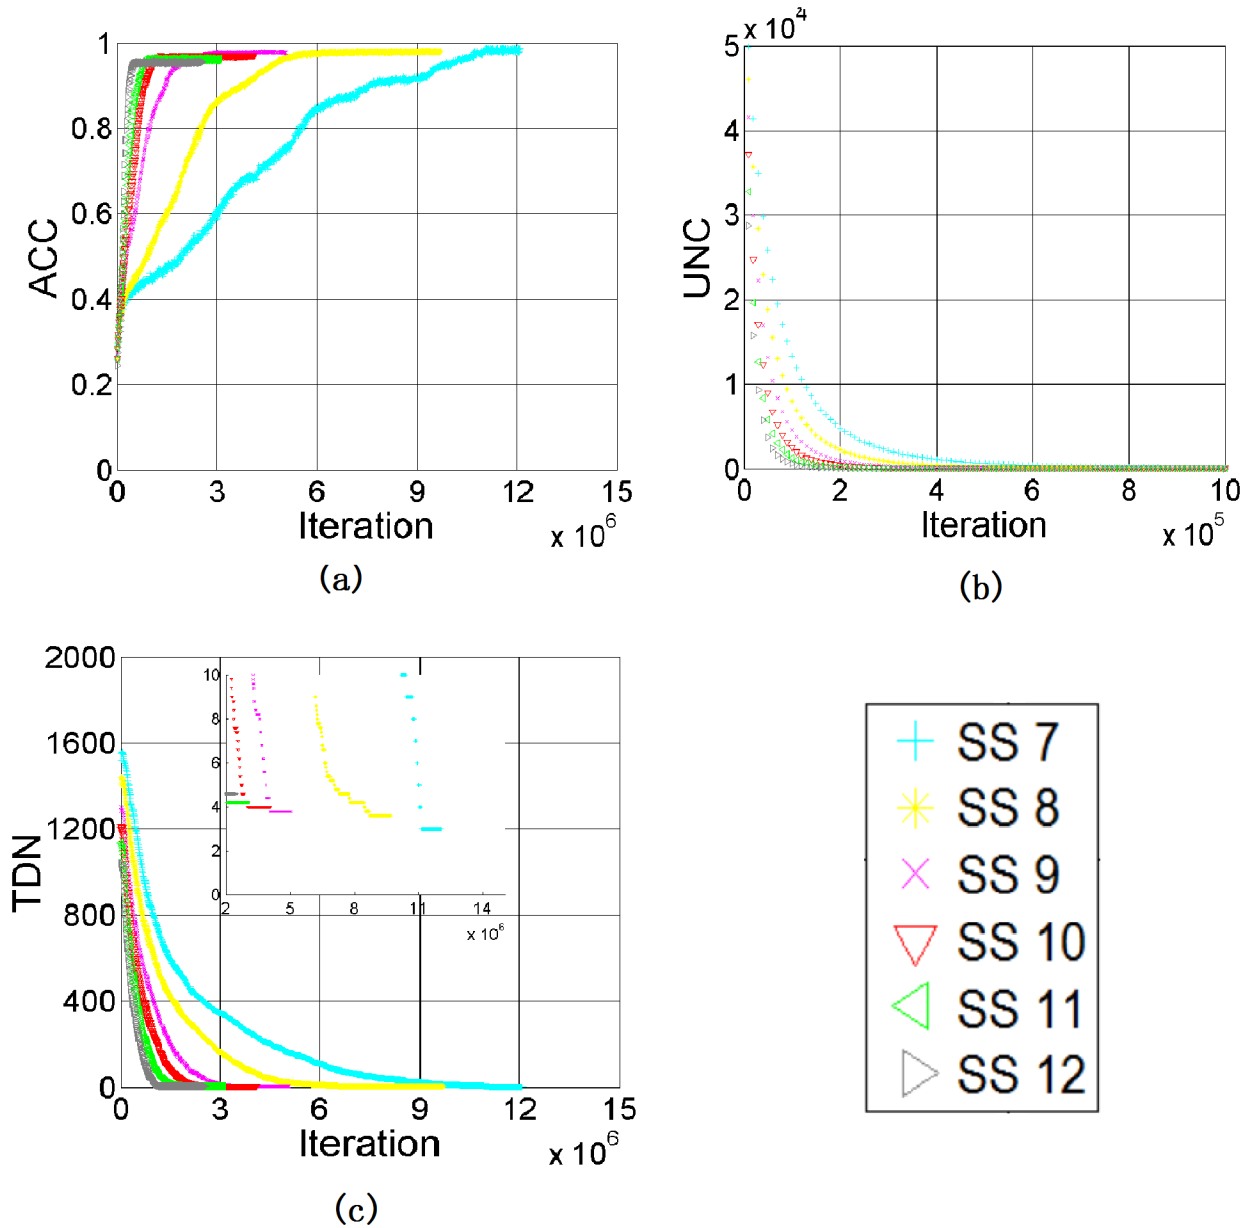 x 10^4
ACC
1
0.8
0.6
0.4
0.2
0
0 3 6 9 12 15
Iteration
x 10^6
(a)
UNC
5
4
3
2
1
0
0 2 4 6 8 10
Iteration
x 10^5
(b)
TDN
2000
1600
1200
800
400
0
10
8
6
4
2
0
2 5 8 11 14
x 10^6
0 3 6 9 12 15
Iteration
x 10^6
(c)
SS 7
SS 8
SS 9
SS 10
SS 11
SS 12